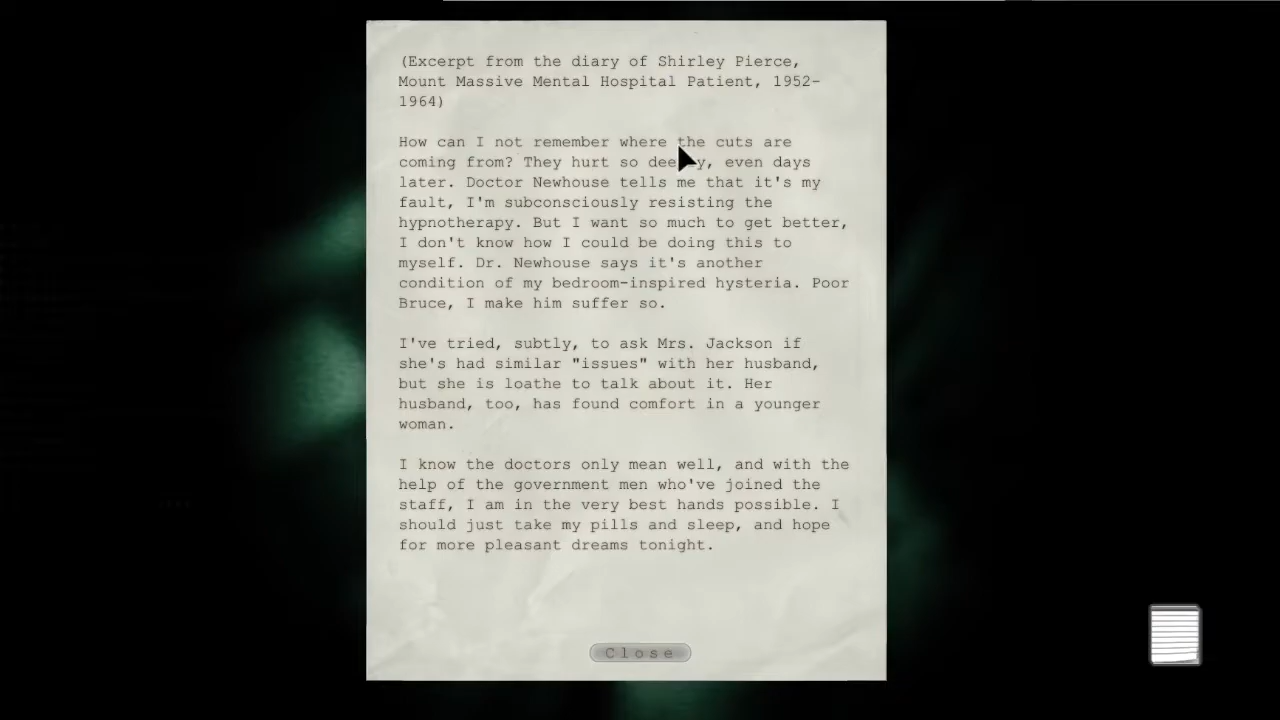 (Excerpt from the diary of Shirley Pierce,
Mount Massive Mental Hospital Patient, 1952-
1964)
How can I not remember where the cuts are
coming from? They hurt so deeply, even days
later. Doctor Newhouse tells me that it's my
fault, I'm subconsciously resisting the
hypnotherapy. But I want so much to get better,
I don't know how I could be doing this to
myself. Dr. Newhouse says it's another
condition of my bedroom-inspired hysteria. Poor
Bruce, I make him suffer so.
I've tried, subtly, to ask Mrs. Jackson if
she's had similar "issues" with her husband,
but she is loathe to talk about it. Her
husband, too, has found comfort in a younger
woman.
I know the doctors only mean well, and with the
help of the government men who've joined the
staff, I am in the very best hands possible. I
should just take my pills and sleep, and hope
for more pleasant dreams tonight.
Close